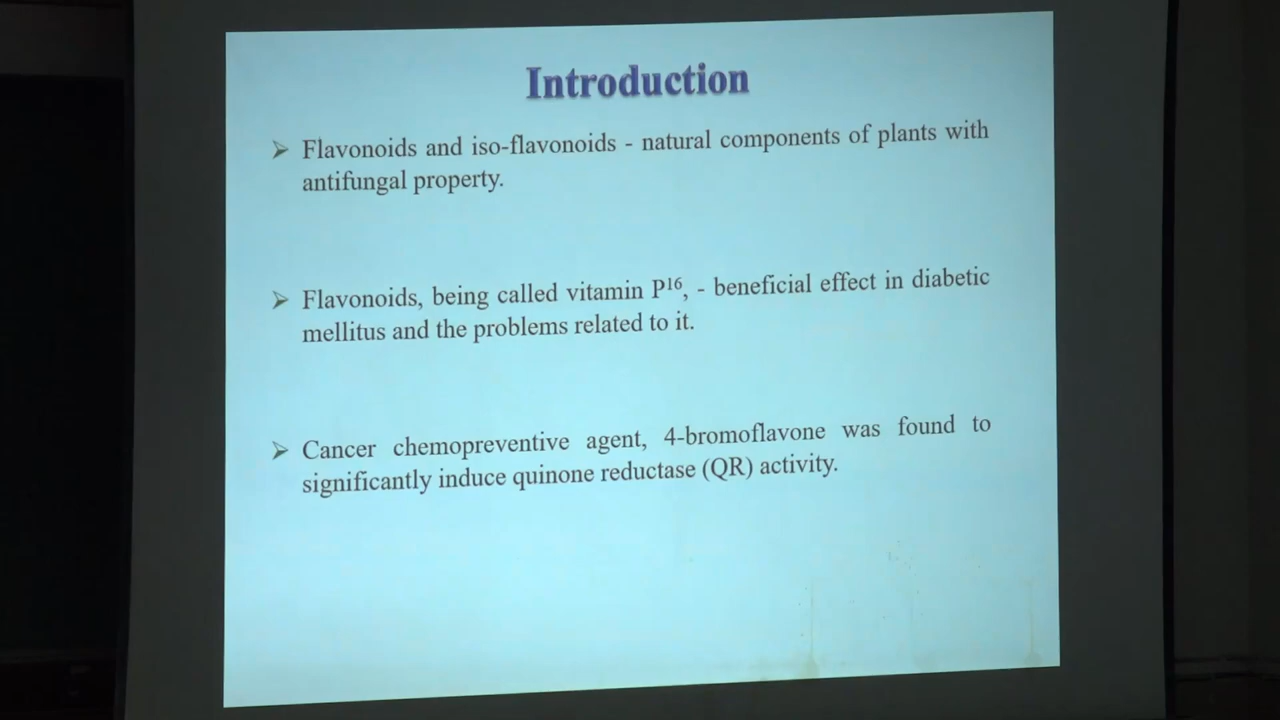 Introduction
➢ Flavonoids and iso-flavonoids - natural components of plants with
antifungal property.
➢ Flavonoids, being called vitamin P¹⁶, - beneficial effect in diabetic
mellitus and the problems related to it.
➢ Cancer chemopreventive agent, 4-bromoflavone was found to
significantly induce quinone reductase (QR) activity.